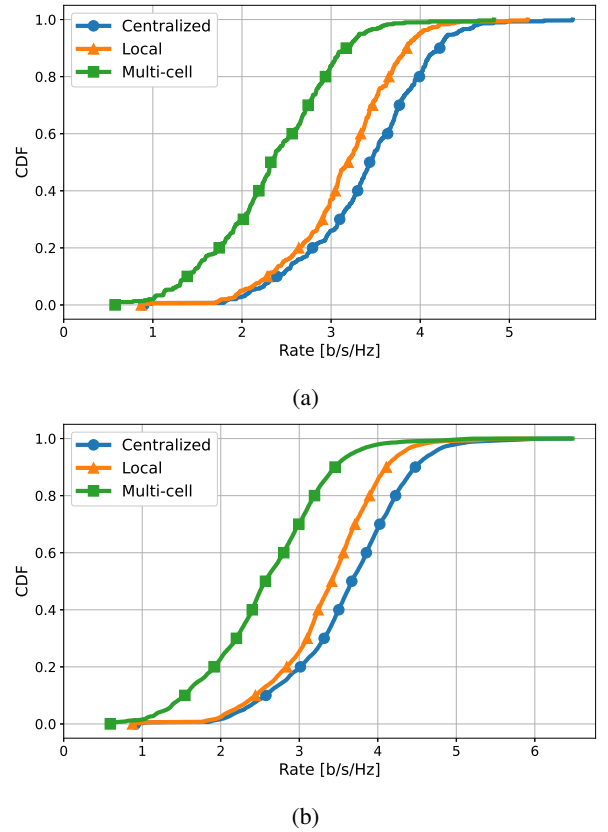 1.0
0.8
0.6
0.4
0.2
0.0
CDF
Centralized
Local
Multi-cell
0 1 2 3 4 5
Rate [b/s/Hz]
(a)
1.0
0.8
0.6
0.4
0.2
0.0
CDF
Centralized
Local
Multi-cell
0 1 2 3 4 5 6
Rate [b/s/Hz]
(b)